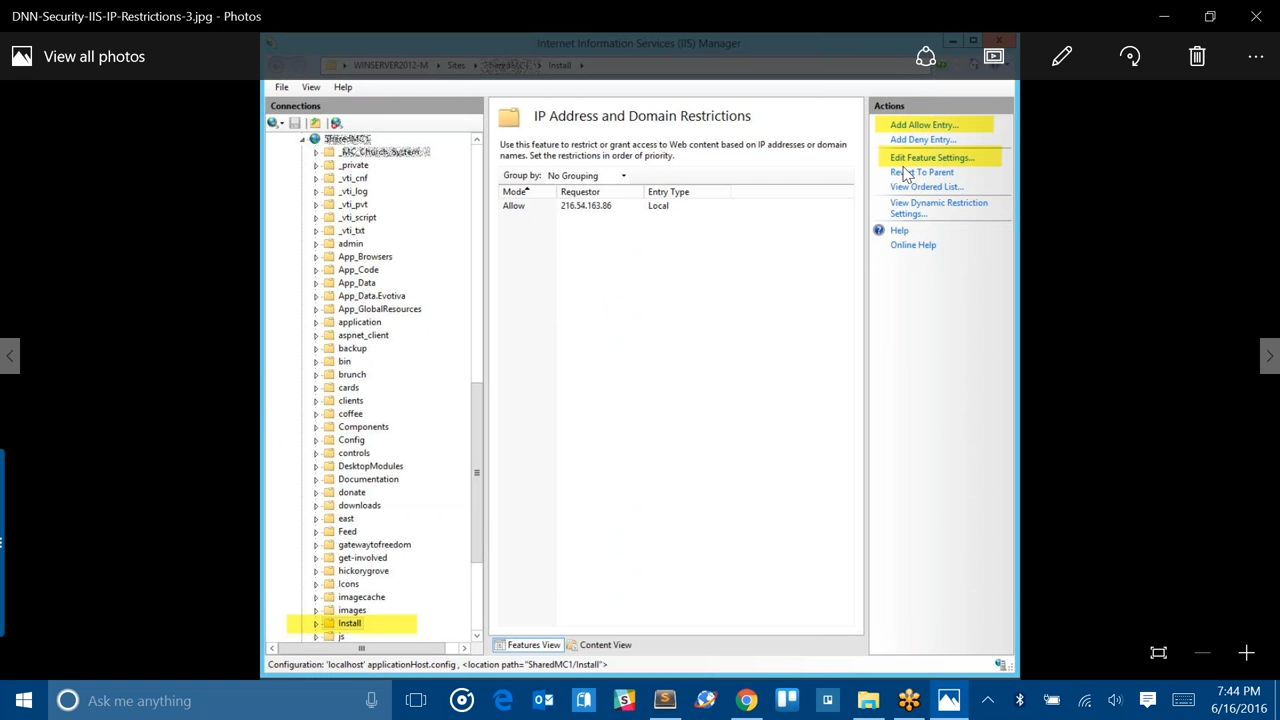 DNN-Security-IIS-IP-Restrictions-3.jpg - Photos
View all photos
Internet Information Services (IIS) Manager
WINSERVER2012-M
Sites
Install
File
View
Help
Connections
SharedMC1
_MC_Church_System
_private
_vti_cnf
_vti_log
_vti_pvt
_vti_script
_vti_txt
admin
App_Browsers
App_Code
App_Data
App_Data.Evotiva
App_GlobalResources
application
aspnet_client
backup
bin
brunch
cards
clients
coffee
Components
Config
controls
DesktopModules
Documentation
donate
downloads
east
Feed
gatewaytofreedom
get-involved
hickorygrove
Icons
imagecache
images
Install
js
IP Address and Domain Restrictions
Use this feature to restrict or grant access to Web content based on IP addresses or domain
names. Set the restrictions in order of priority.
Group by: No Grouping
Mode Requestor Entry Type
Allow 216.54.163.86 Local
Features View
Content View
Actions
Add Allow Entry...
Add Deny Entry...
Edit Feature Settings...
Revert To Parent
View Ordered List...
View Dynamic Restriction
Settings...
Help
Online Help
Configuration: 'localhost' applicationHost.config , <location path="SharedMC1/Install">
Ask me anything
7:44 PM
6/16/2016